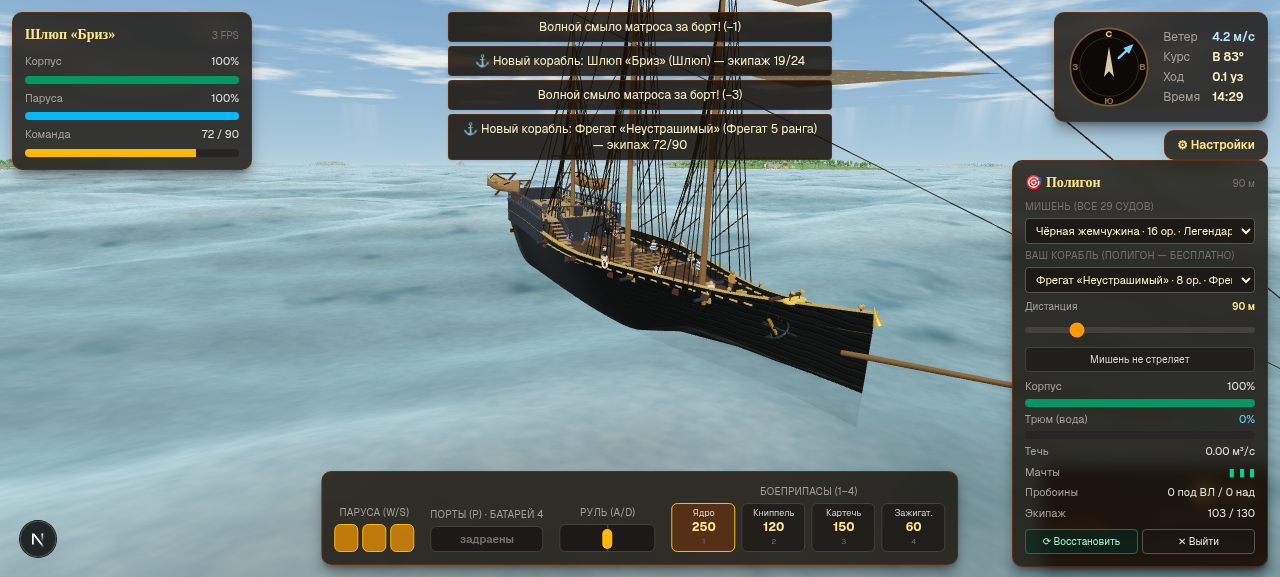 Шлюп «Бриз»
3 FPS
Корпус
100%
Паруса
100%
Команда
72 / 90
Волной смыло матроса за борт! (−1)
⚓ Новый корабль: Шлюп «Бриз» (Шлюп) — экипаж 19/24
Волной смыло матроса за борт! (−3)
⚓ Новый корабль: Фрегат «Неустрашимый» (Фрегат 5 ранга)
— экипаж 72/90
С
З
В
Ю
Ветер 4.2 м/с
Курс В 83°
Ход 0.1 уз
Время 14:29
⚙ Настройки
🎯 Полигон
90 м
МИШЕНЬ (ВСЕ 29 СУДОВ)
Чёрная жемчужина · 16 ор. · Легендар
ВАШ КОРАБЛЬ (ПОЛИГОН — БЕСПЛАТНО)
Фрегат «Неустрашимый» · 8 ор. · Фре
Дистанция
90 м
Мишень не стреляет
Корпус
100%
Трюм (вода)
0%
Течь
0.00 м³/с
Мачты
Пробоины
0 под ВЛ / 0 над
Экипаж
103 / 130
⟳ Восстановить
✕ Выйти
ПАРУСА (W/S)
ПОРТЫ (P) · БАТАРЕЙ 4
задраены
РУЛЬ (A/D)
БОЕПРИПАСЫ (1–4)
Ядро
250
1
Книппель
120
2
Картечь
150
3
Зажигат.
60
4
N